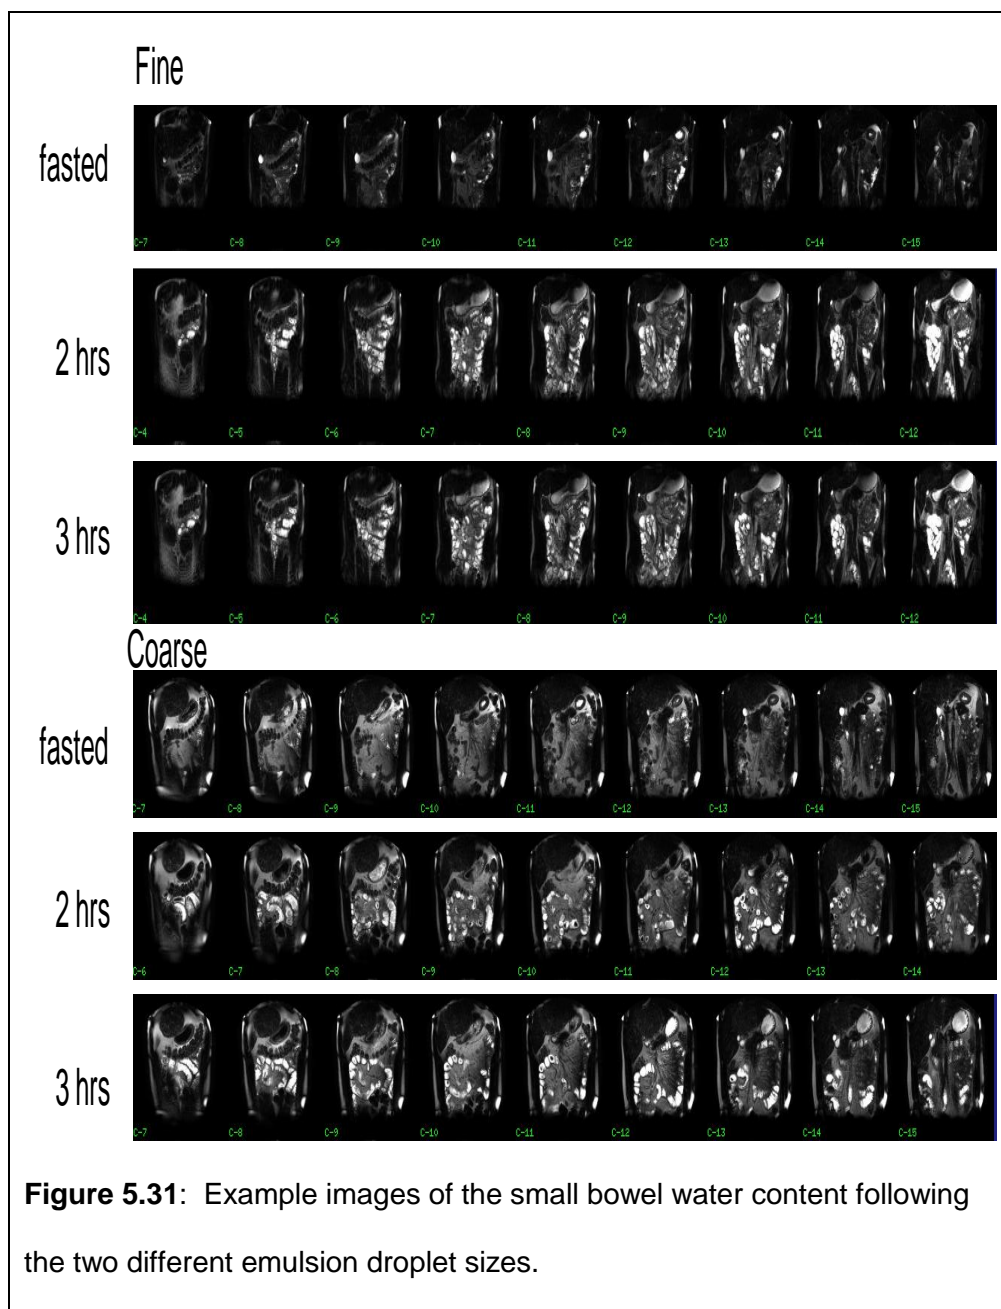 Fine
fasted
C-7 C-8 C-9 C-10 C-11 C-12 C-13 C-14 C-15
2 hrs
C-4 C-5 C-6 C-7 C-8 C-9 C-10 C-11 C-12
3 hrs
C-4 C-5 C-6 C-7 C-8 C-9 C-10 C-11 C-12
Coarse
fasted
C-7 C-8 C-9 C-10 C-11 C-12 C-13 C-14 C-15
2 hrs
C-6 C-7 C-8 C-9 C-10 C-11 C-12 C-13 C-14
3 hrs
C-7 C-8 C-9 C-10 C-11 C-12 C-13 C-14 C-15
Figure 5.31: Example images of the small bowel water content following
the two different emulsion droplet sizes.